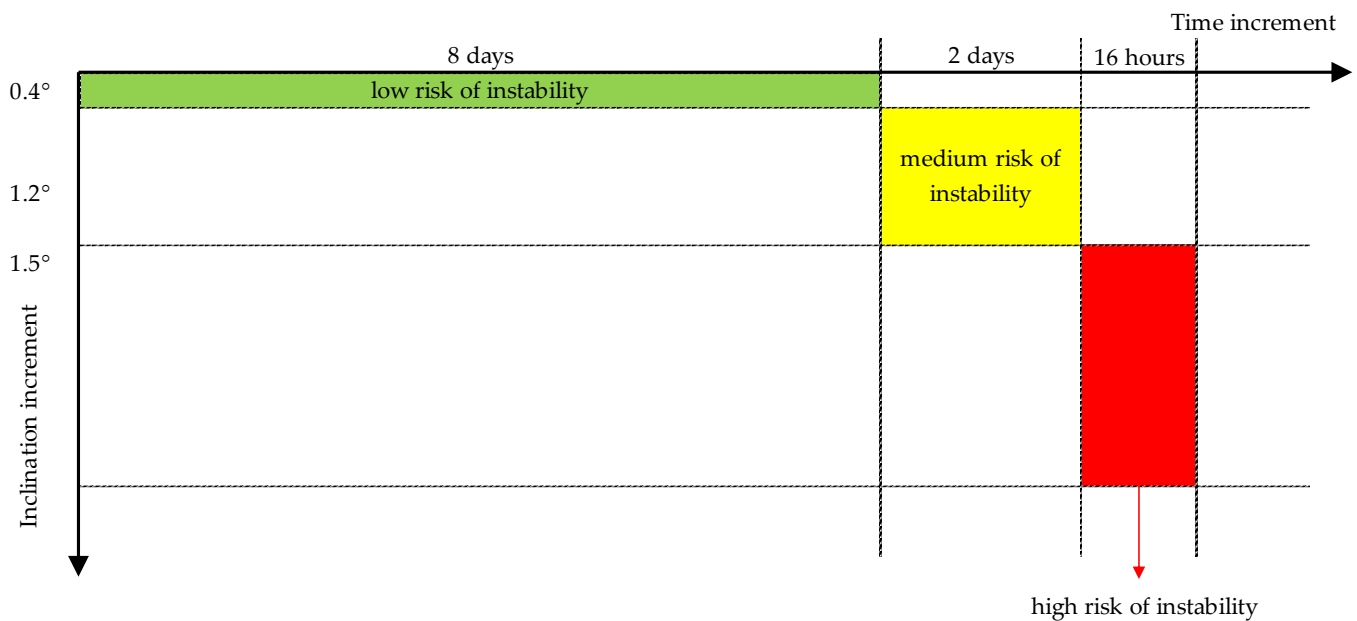 Time increment
8 days
2 days
16 hours
0.4°
low risk of instability
medium risk of
instability
1.2°
1.5°
Inclination increment
high risk of instability